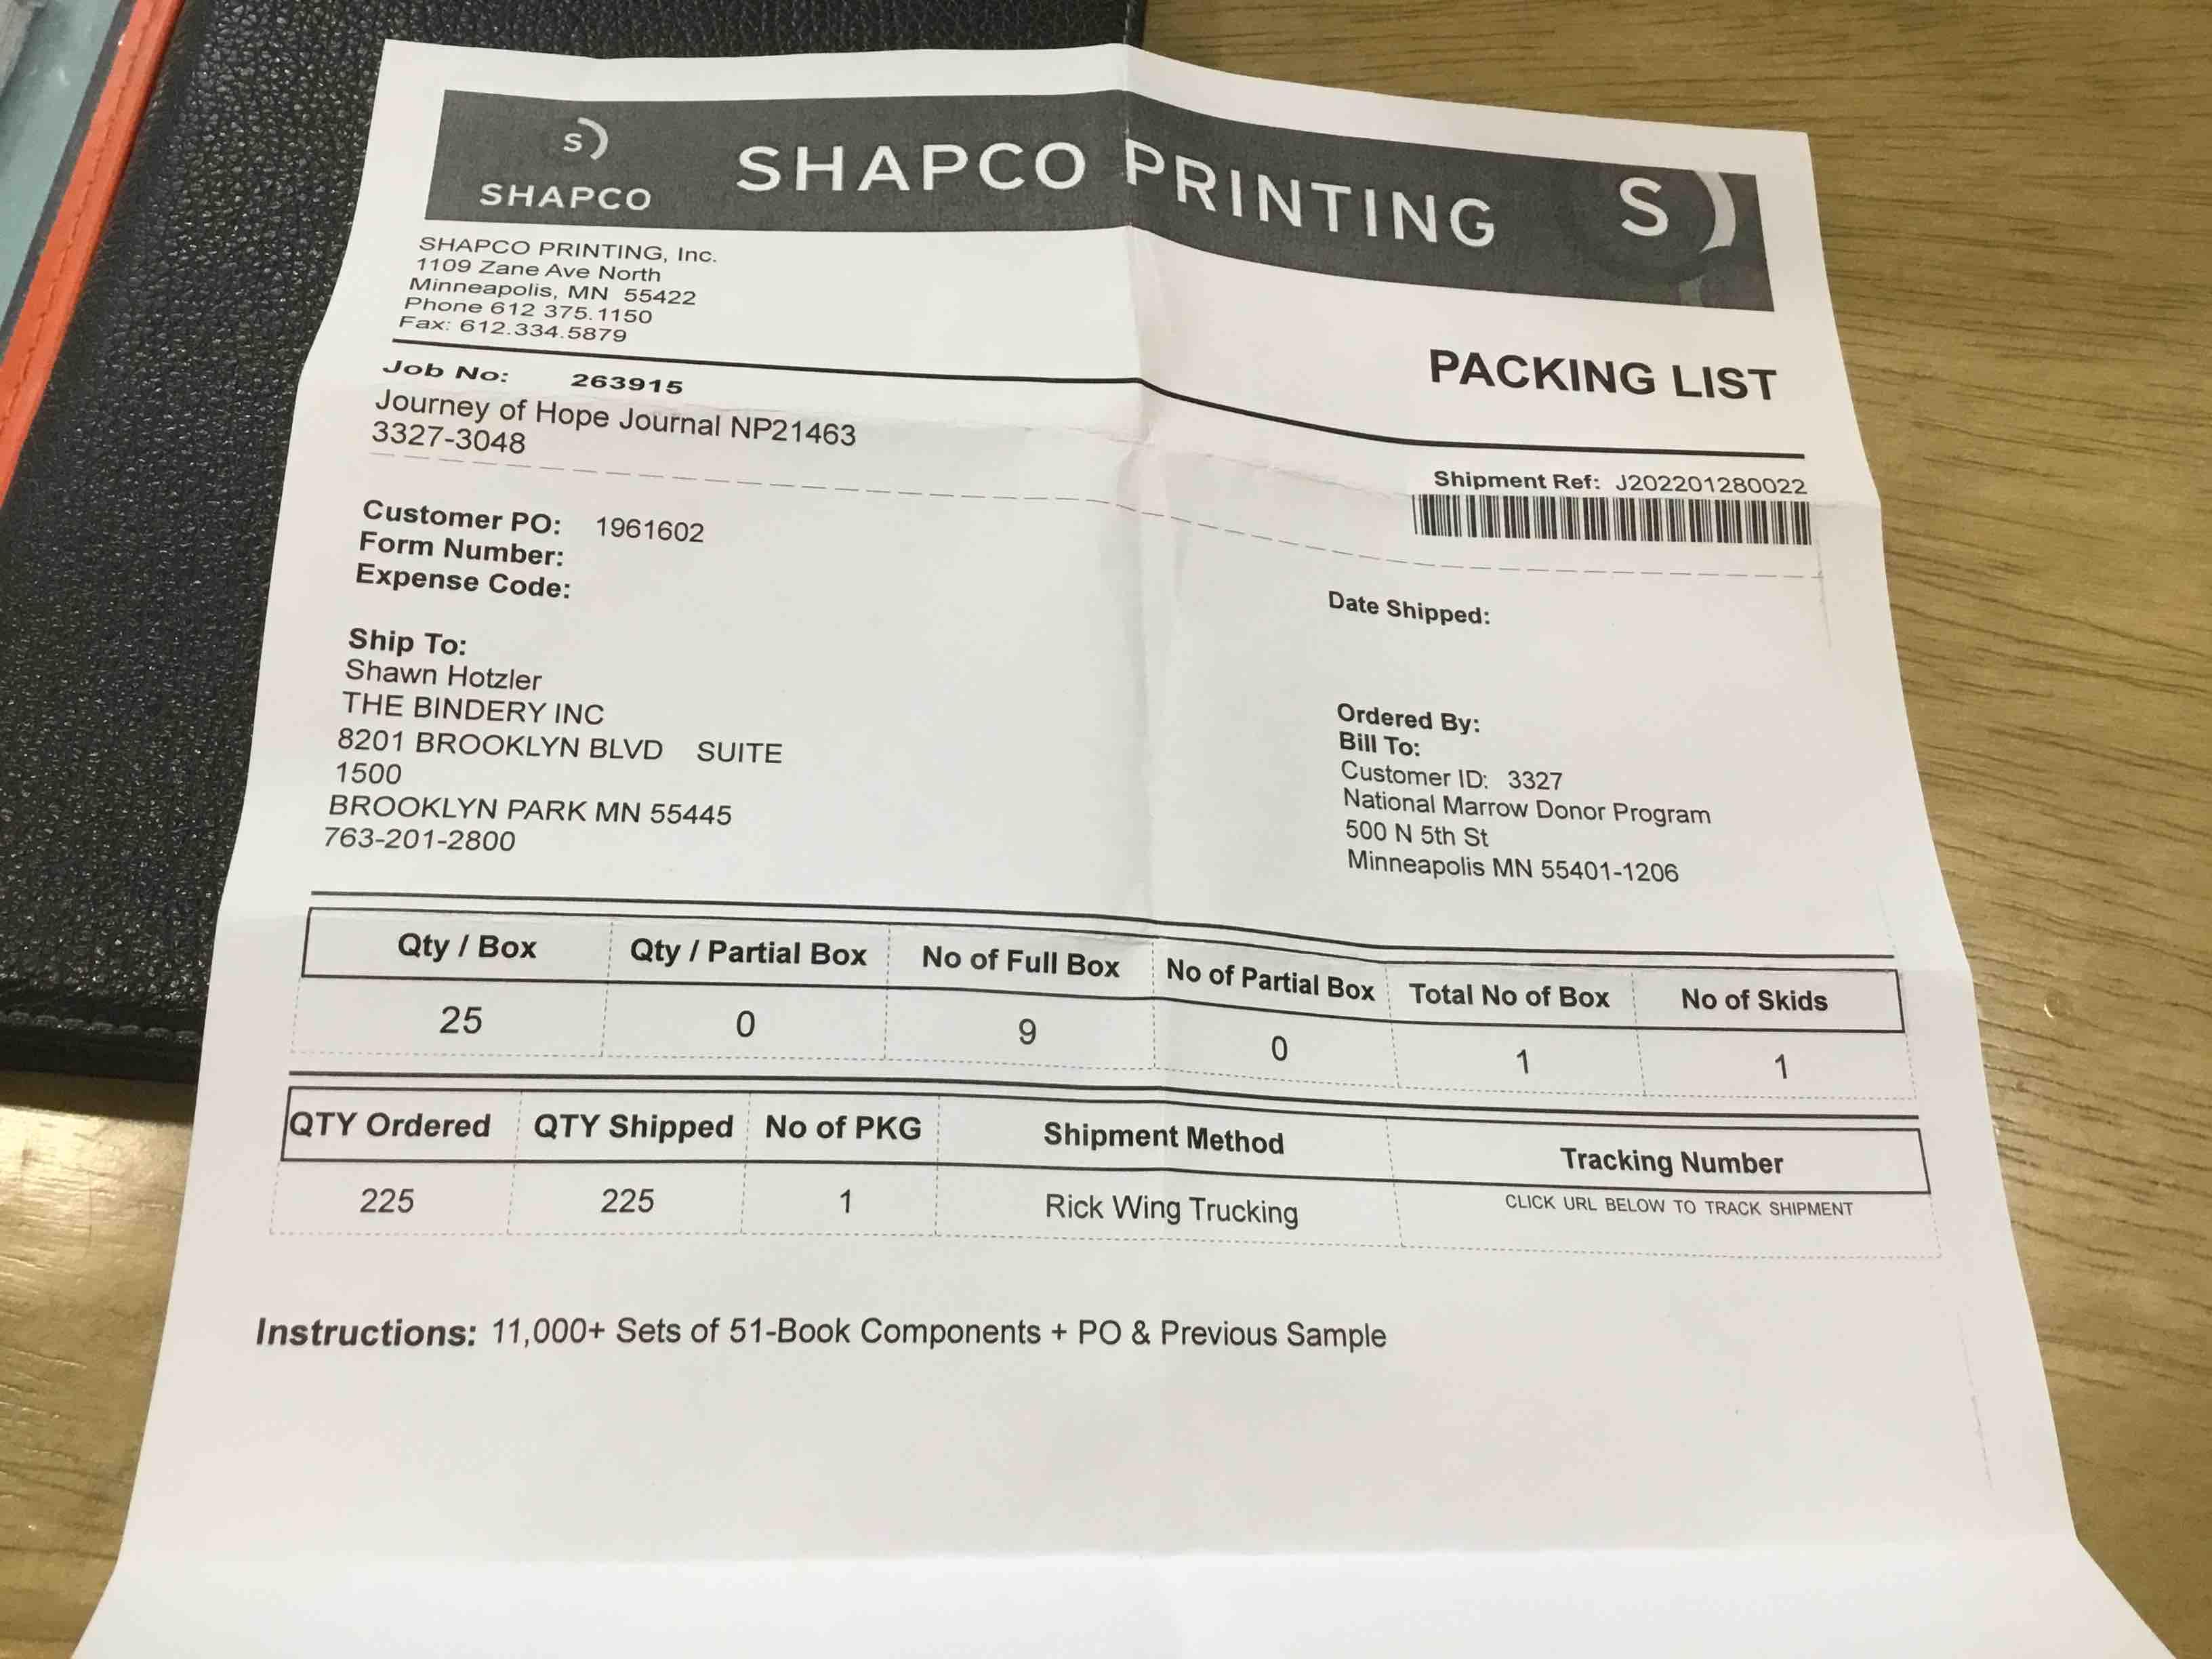 S)
SHAPCO
SHAPCO PRINTING
S)
SHAPCO PRINTING, Inc.
1109 Zane Ave North
Minneapolis, MN 55422
Phone 612 375.1150
Fax: 612.334.5879
PACKING LIST
Job No: 263915
Journey of Hope Journal NP21463
3327-3048
Shipment Ref: J202201280022
Customer PO: 1961602
Form Number:
Expense Code:
Date Shipped:
Ship To:
Shawn Hotzler
THE BINDERY INC
8201 BROOKLYN BLVD SUITE
1500
BROOKLYN PARK MN 55445
763-201-2800
Ordered By:
Bill To:
Customer ID: 3327
National Marrow Donor Program
500 N 5th St
Minneapolis MN 55401-1206
Qty / Box Qty / Partial Box No of Full Box No of Partial Box Total No of Box No of Skids
25 0 9 0 1 1
QTY Ordered QTY Shipped No of PKG Shipment Method Tracking Number
225 225 1 Rick Wing Trucking CLICK URL BELOW TO TRACK SHIPMENT
Instructions: 11,000+ Sets of 51-Book Components + PO & Previous Sample